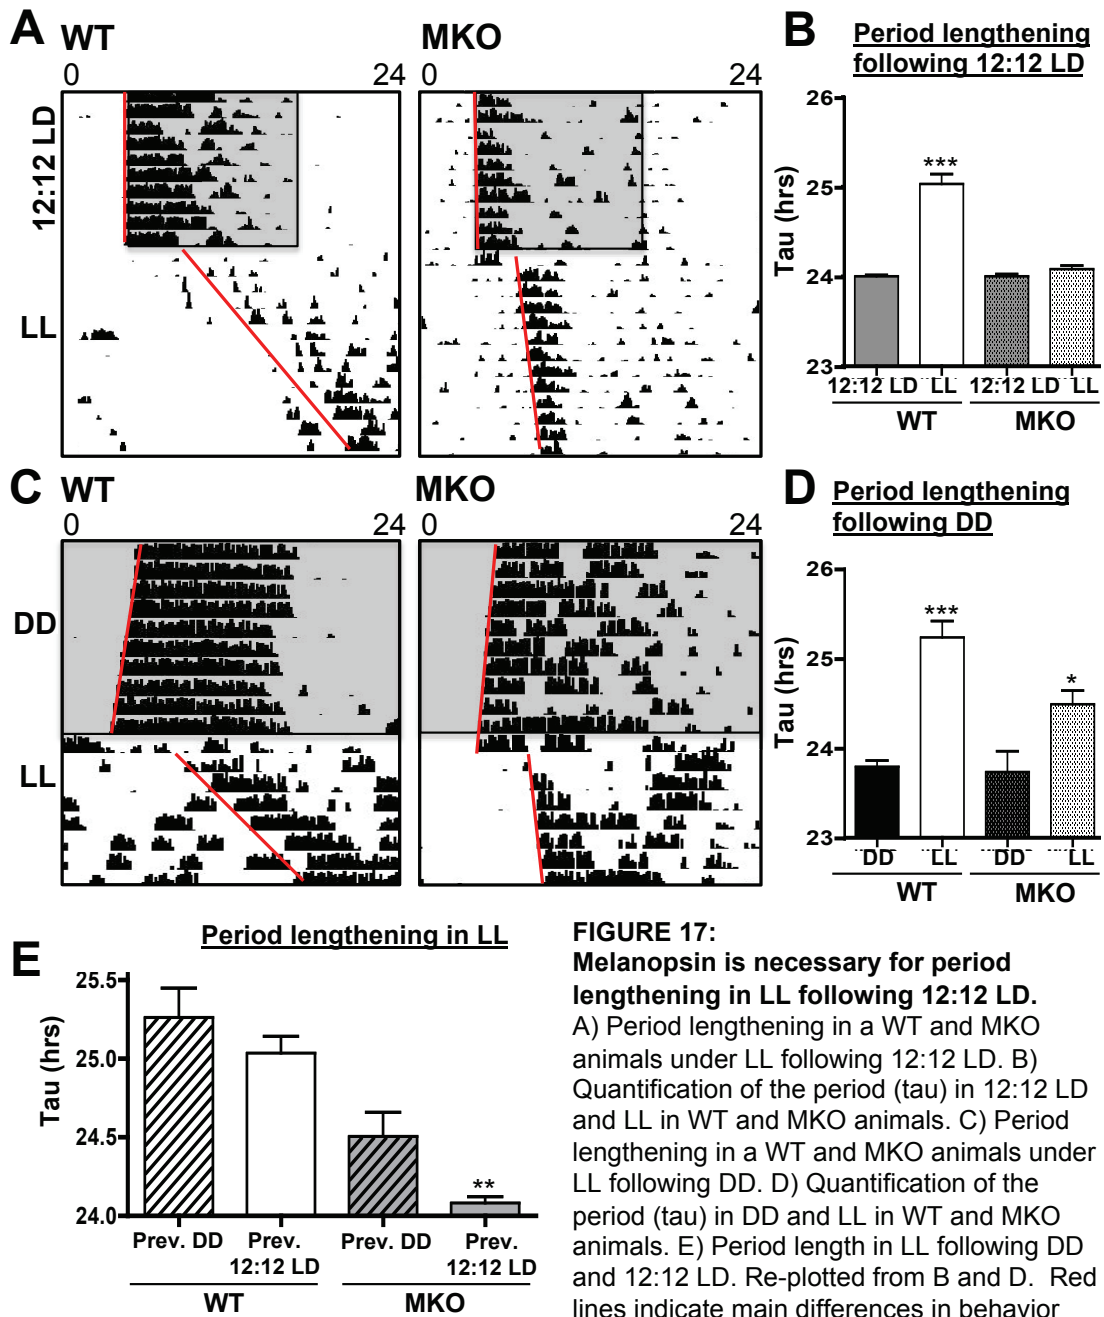 A WT MKO
0 24 0 24
12:12 LD
LL
B Period lengthening
following 12:12 LD
Tau (hrs)
26
25
24
23
***
12:12 LD LL 12:12 LD LL
WT MKO
C WT MKO
0 24 0 24
DD
LL
D Period lengthening
following DD
Tau (hrs)
26
25
24
23
***
*
DD LL DD LL
WT MKO
E Period lengthening in LL
Tau (hrs)
25.5
25.0
24.5
24.0
**
Prev. DD Prev. Prev. DD Prev.
12:12 LD 12:12 LD
WT MKO
FIGURE 17:
Melanopsin is necessary for period
lengthening in LL following 12:12 LD.
A) Period lengthening in a WT and MKO
animals under LL following 12:12 LD. B)
Quantification of the period (tau) in 12:12 LD
and LL in WT and MKO animals. C) Period
lengthening in a WT and MKO animals under
LL following DD. D) Quantification of the
period (tau) in DD and LL in WT and MKO
animals. E) Period length in LL following DD
and 12:12 LD. Re-plotted from B and D. Red
lines indicate main differences in behavior